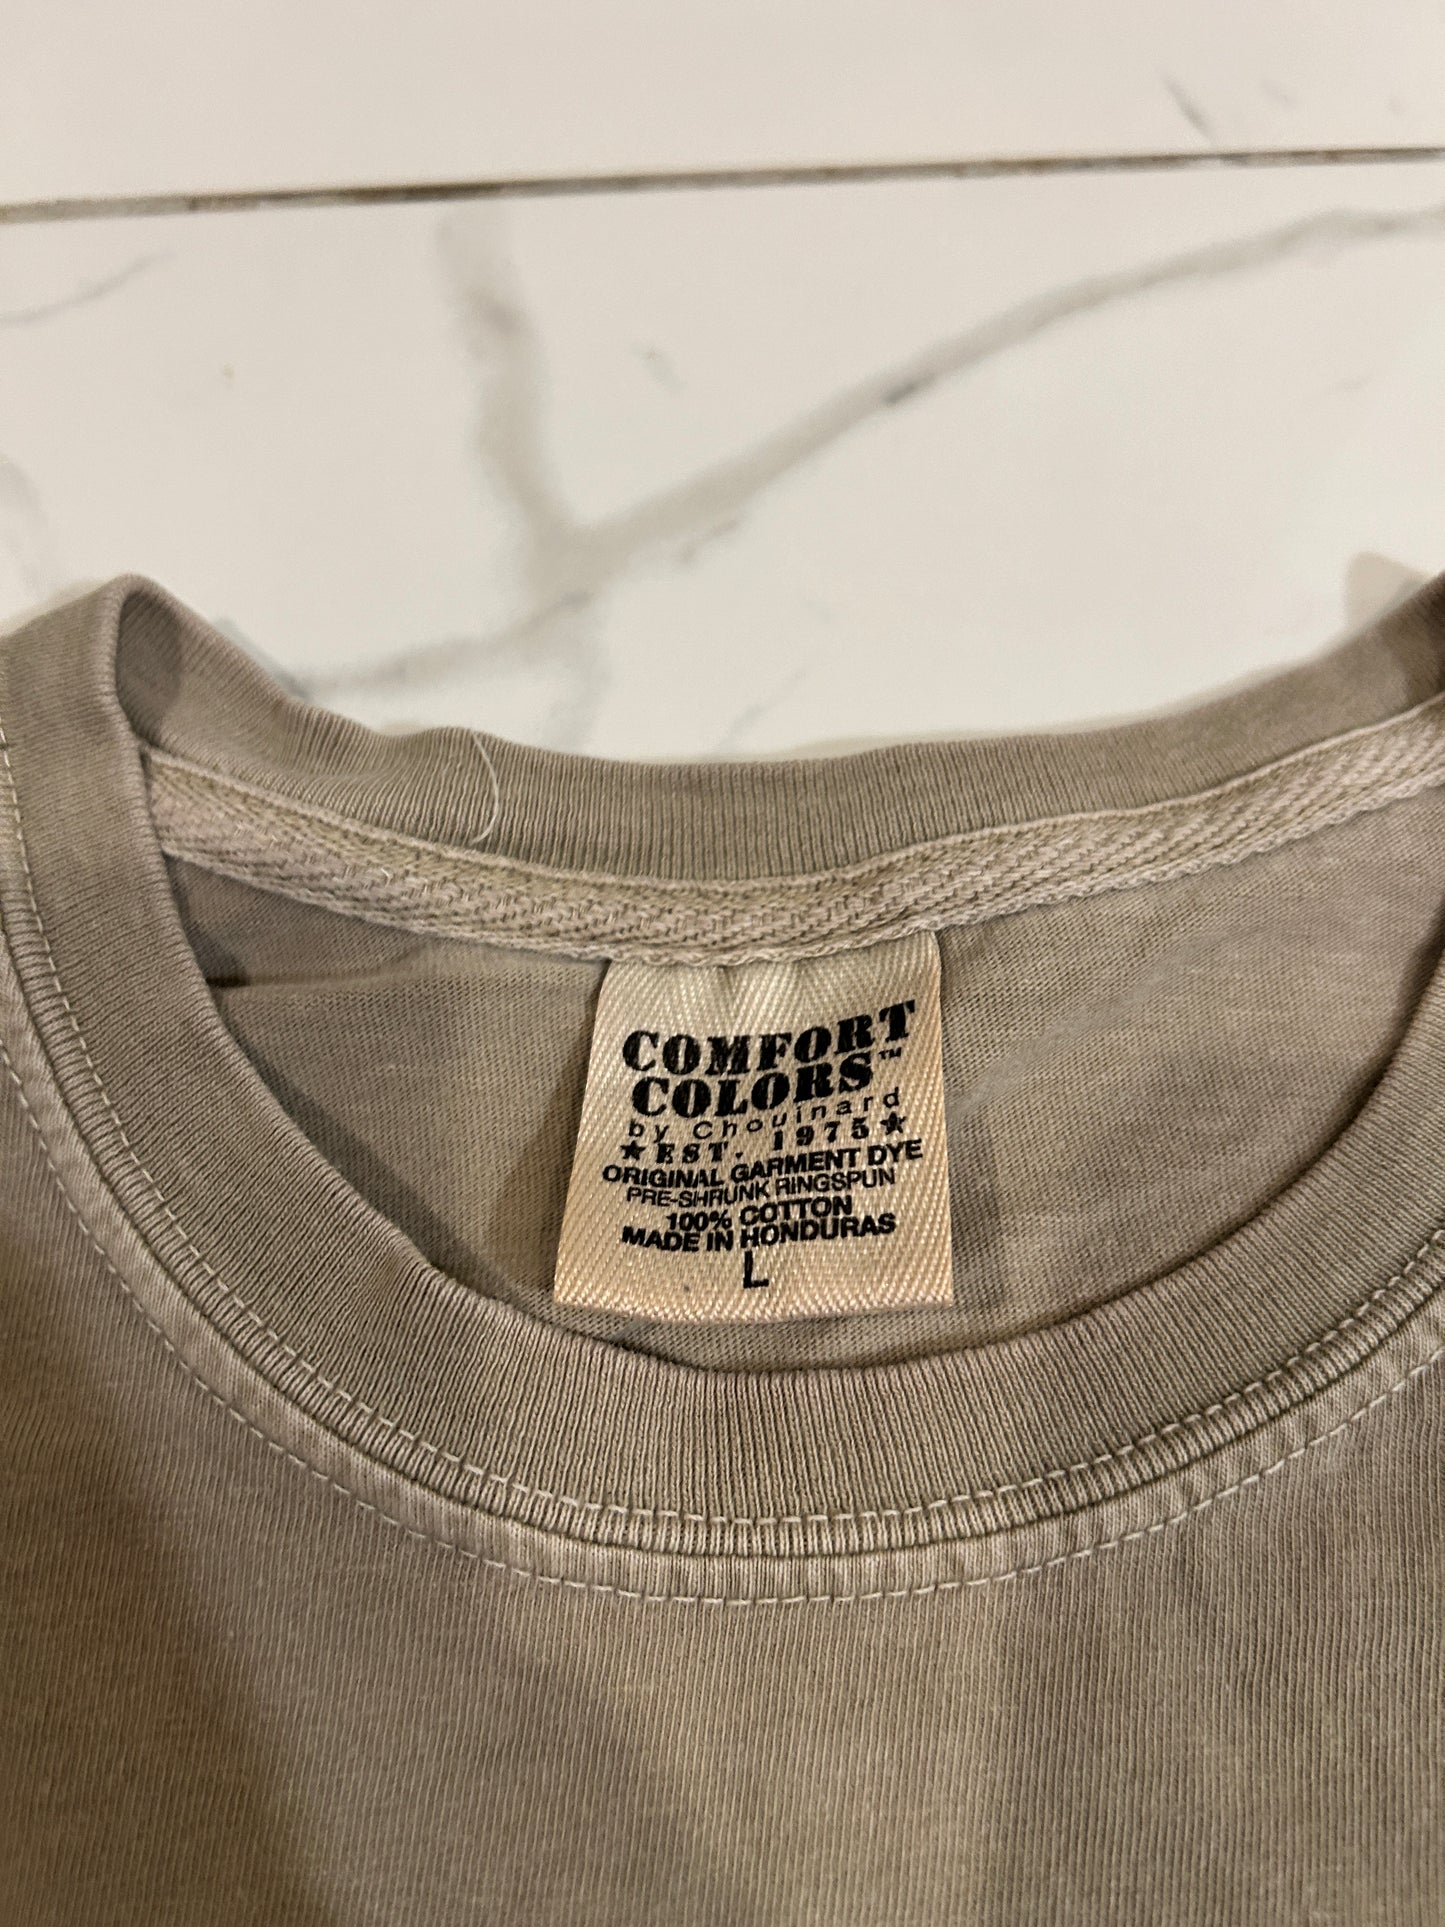 COMFORT
COLORS™
by Chouinard
★ EST. 1975 ★
ORIGINAL GARMENT DYE
PRE-SHRUNK RINGSPUN
100% COTTON
MADE IN HONDURAS
L